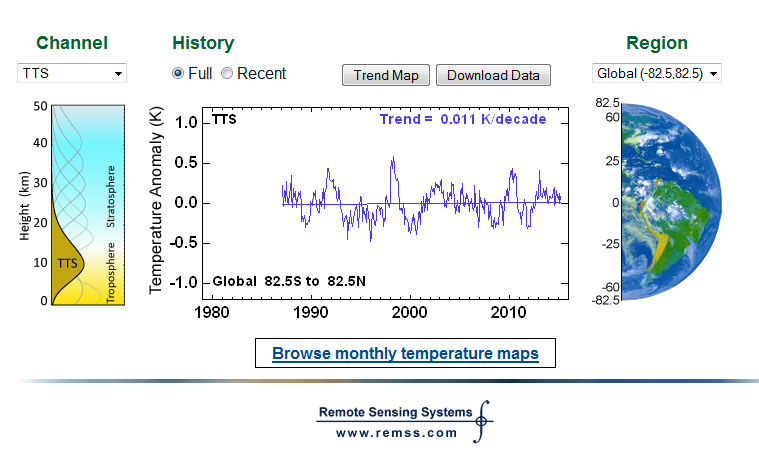 Channel
History
Region
TTS
Full
Recent
Trend Map
Download Data
Global (-82.5,82.5)
Height (km)
50
40
30
20
10
0
Stratosphere
Troposphere
TTS
Temperature Anomaly (K)
1.0
0.5
0.0
-0.5
-1.0
TTS
Trend = 0.011 K/decade
Global 82.5S to 82.5N
1980
1990
2000
2010
82.5
60
25
0
-25
-60
-82.5
Browse monthly temperature maps
Remote Sensing Systems
www.remss.com